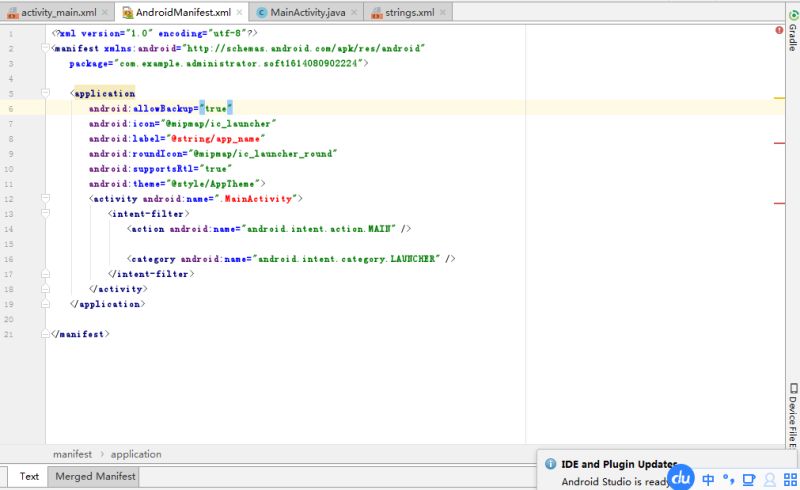 activity_main.xml
AndroidManifest.xml
MainActivity.java
strings.xml
1 <?xml version="1.0" encoding="utf-8"?>
2 <manifest xmlns:android="http://schemas.android.com/apk/res/android"
3 package="com.example.administrator.soft1614080902224">
4
5 <application
6 android:allowBackup="true"
7 android:icon="@mipmap/ic_launcher"
8 android:label="@string/app_name"
9 android:roundIcon="@mipmap/ic_launcher_round"
10 android:supportsRtl="true"
11 android:theme="@style/AppTheme">
12 <activity android:name=".MainActivity">
13 <intent-filter>
14 <action android:name="android.intent.action.MAIN" />
15
16 <category android:name="android.intent.category.LAUNCHER" />
17 </intent-filter>
18 </activity>
19 </application>
20
21 </manifest>
Gradle
Device File E
manifest › application
Text
Merged Manifest
IDE and Plugin Updates
Android Studio is ready
du
中